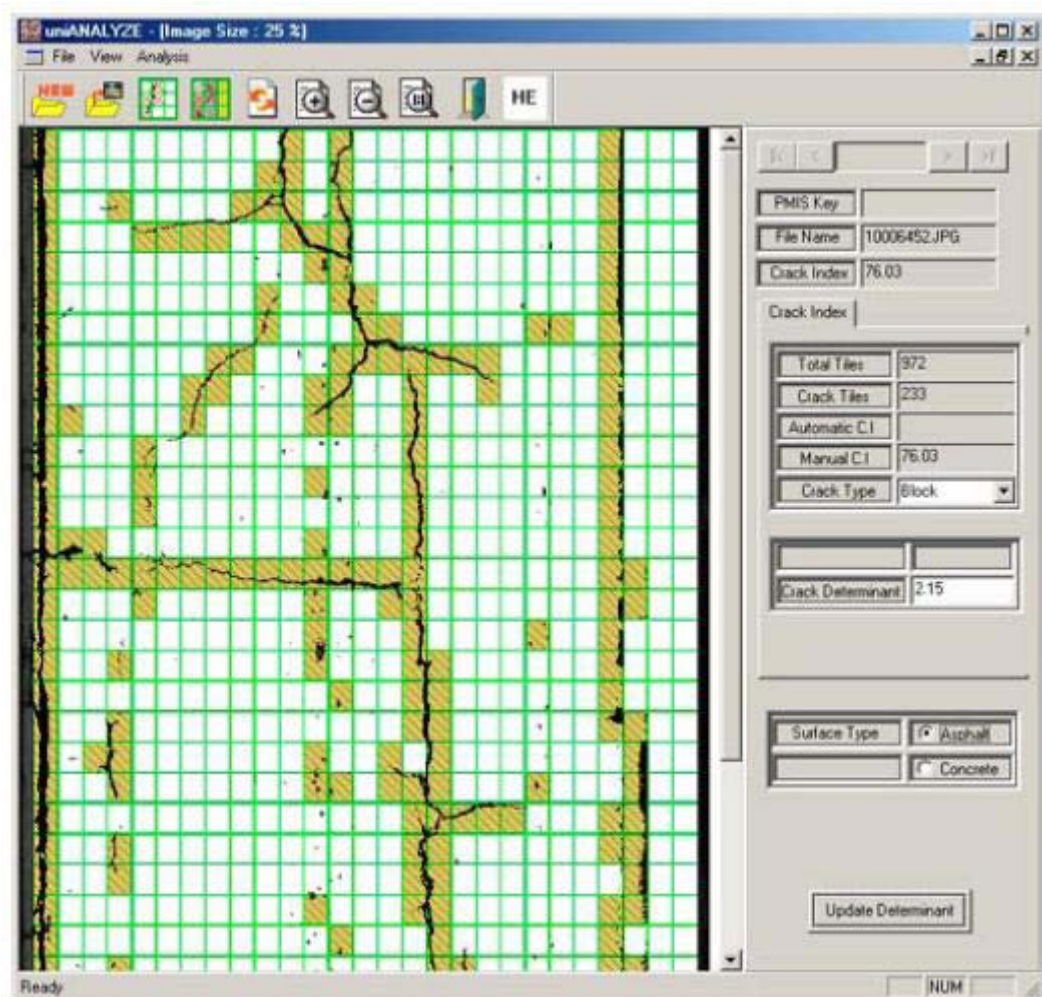 uniANALYZE - [Image Size : 25 %]
File View Analysis
NEW
HE
PMIS Key
File Name 10006452.JPG
Crack Index 76.03
Crack Index
Total Tiles 972
Crack Tiles 233
Automatic C.I
Manual C.I 76.03
Crack Type Block
Crack Determinant 2.15
Surface Type Asphalt
Concrete
Update Determinant
Ready NUM